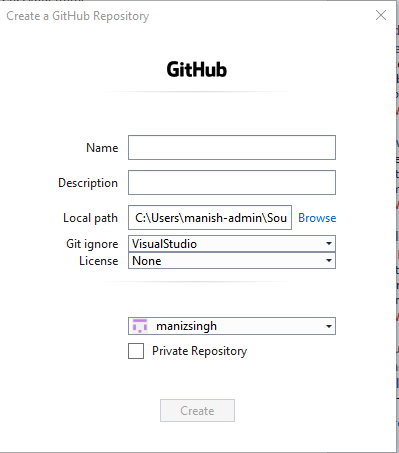 Create a GitHub Repository
GitHub
Name
Description
Local path C:\Users\manish-admin\Sou Browse
Git ignore VisualStudio
License None
manizsingh
Private Repository
Create